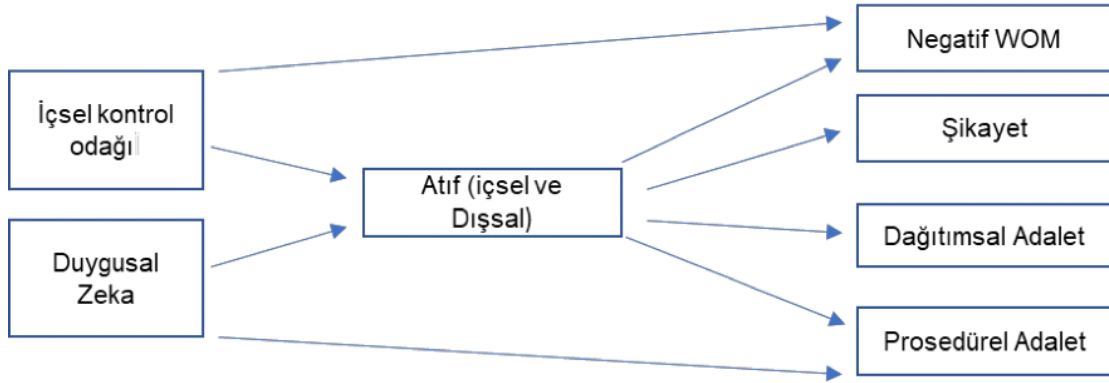 İçsel kontrol
odağı
Duygusal
Zeka
Atıf (içsel ve
Dışsal)
Negatif WOM
Şikayet
Dağıtımsal Adalet
Prosedürel Adalet